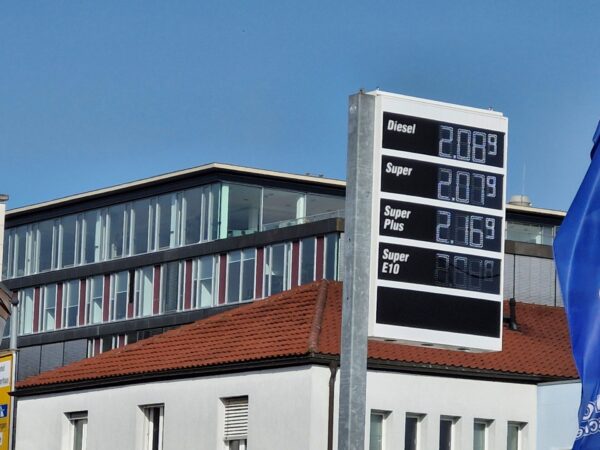 Diesel 2.08⁹
Super 2.07⁹
Super Plus 2.16⁹
Super E10